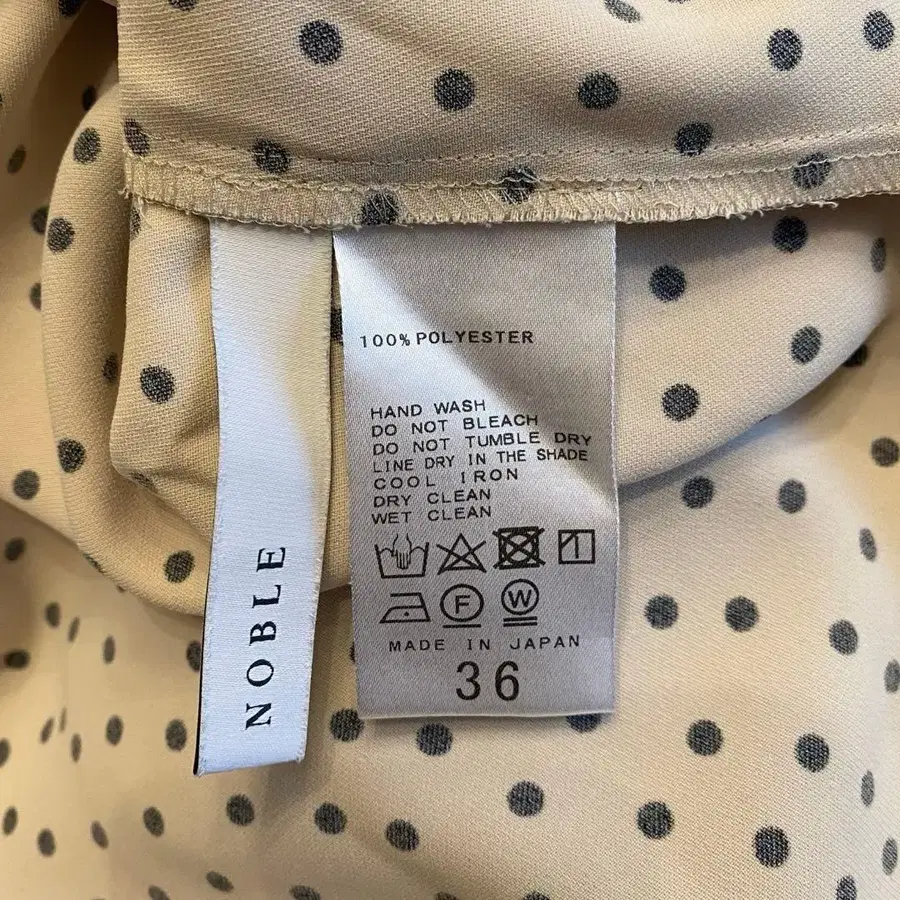 NOBLE
100% POLYESTER
HAND WASH
DO NOT BLEACH
DO NOT TUMBLE DRY
LINE DRY IN THE SHADE
COOL IRON
DRY CLEAN
WET CLEAN
F W
MADE IN JAPAN
36